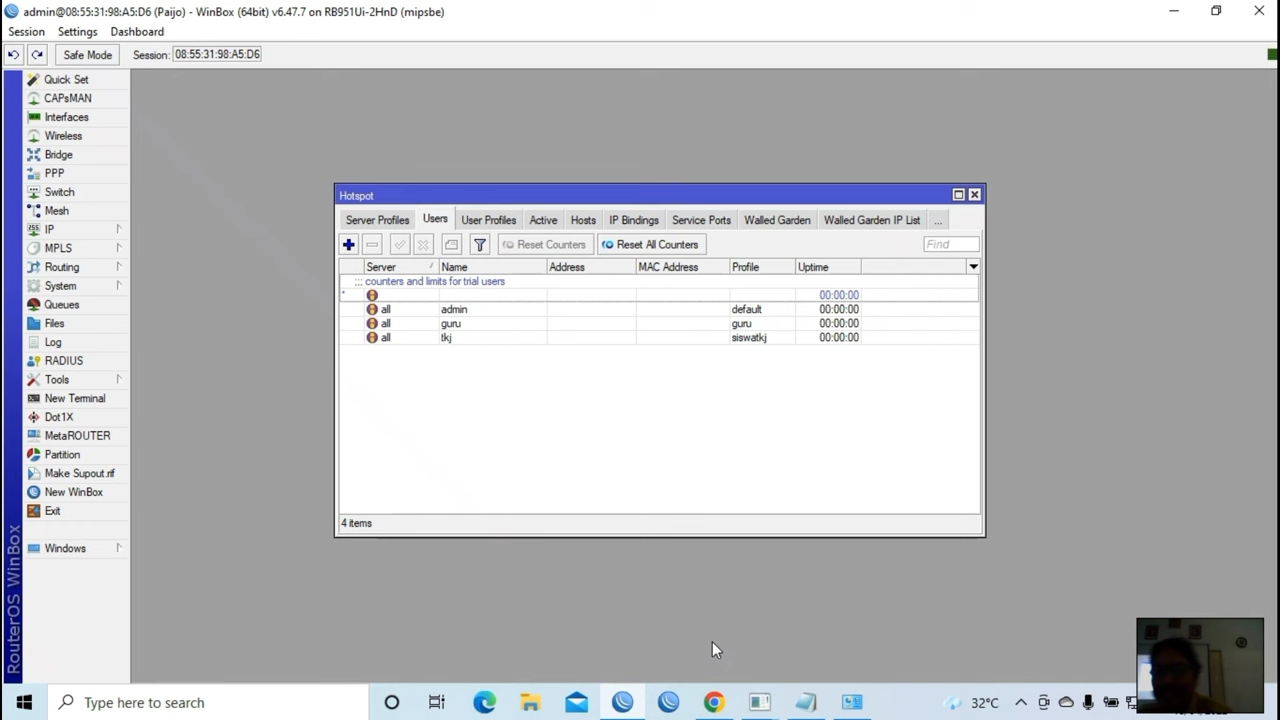 admin@08:55:31:98:A5:D6 (Paijo) - WinBox (64bit) v6.47.7 on RB951Ui-2HnD (mipsbe)
Session Settings Dashboard
Safe Mode Session: 08:55:31:98:A5:D6
Quick Set
CAPsMAN
Interfaces
Wireless
Bridge
PPP
Switch
Mesh
IP
MPLS
Routing
System
Queues
Files
Log
RADIUS
Tools
New Terminal
Dot1X
MetaROUTER
Partition
Make Supout.rif
New WinBox
Exit
Windows
RouterOS WinBox
Hotspot
Server Profiles Users User Profiles Active Hosts IP Bindings Service Ports Walled Garden Walled Garden IP List ...
Reset Counters Reset All Counters Find
Server Name Address MAC Address Profile Uptime
::: counters and limits for trial users
* 00:00:00
all admin default 00:00:00
all guru guru 00:00:00
all tkj siswatkj 00:00:00
4 items
Type here to search
32°C